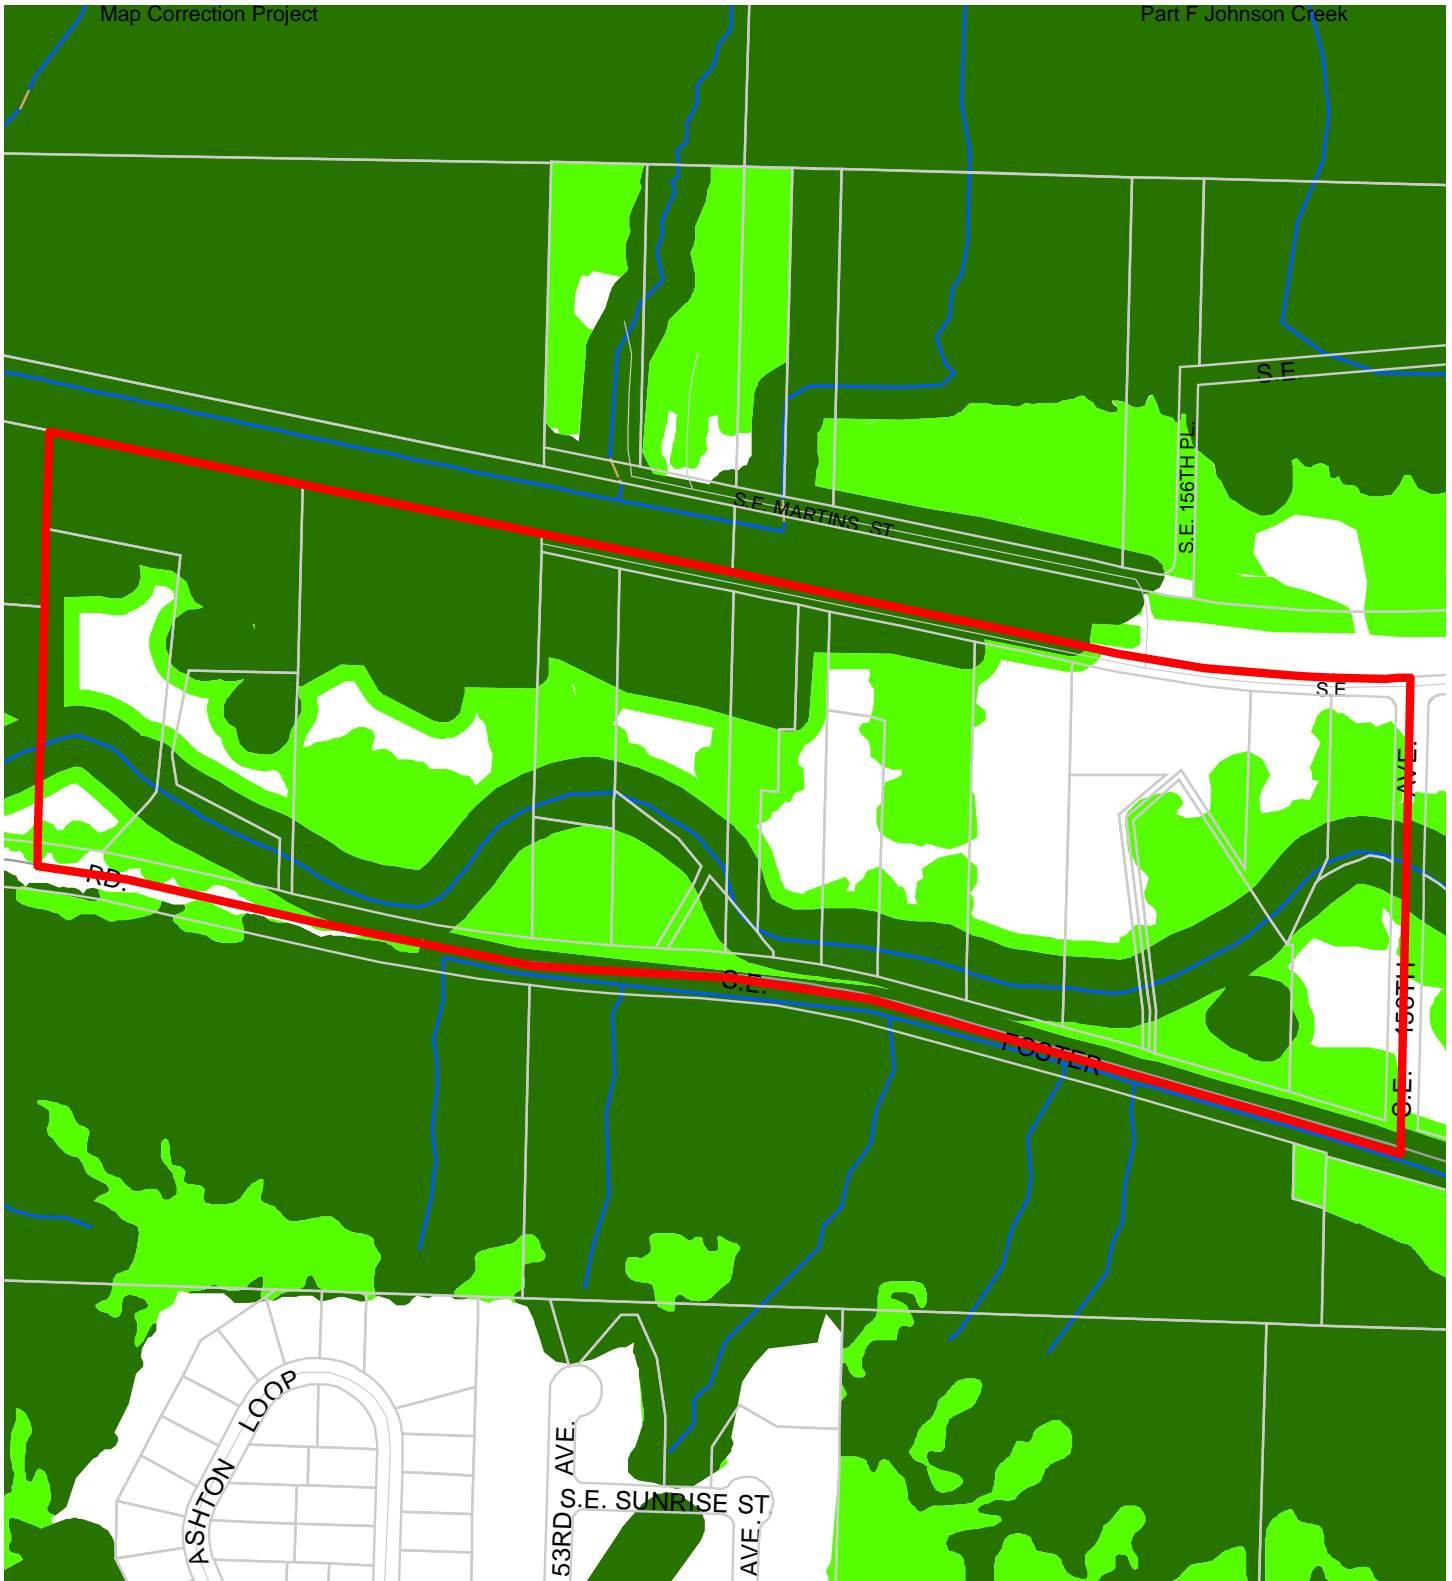 Map Correction Project
Part F Johnson Creek
S.E.
S.E. 156TH PL.
S.E. MARTINS ST
S.E
AVE.
RD.
S.E.
156TH
FOSTER
S.E.
LOOP
ASHTON
AVE.
53RD
S.E. SUNRISE ST.
AVE.